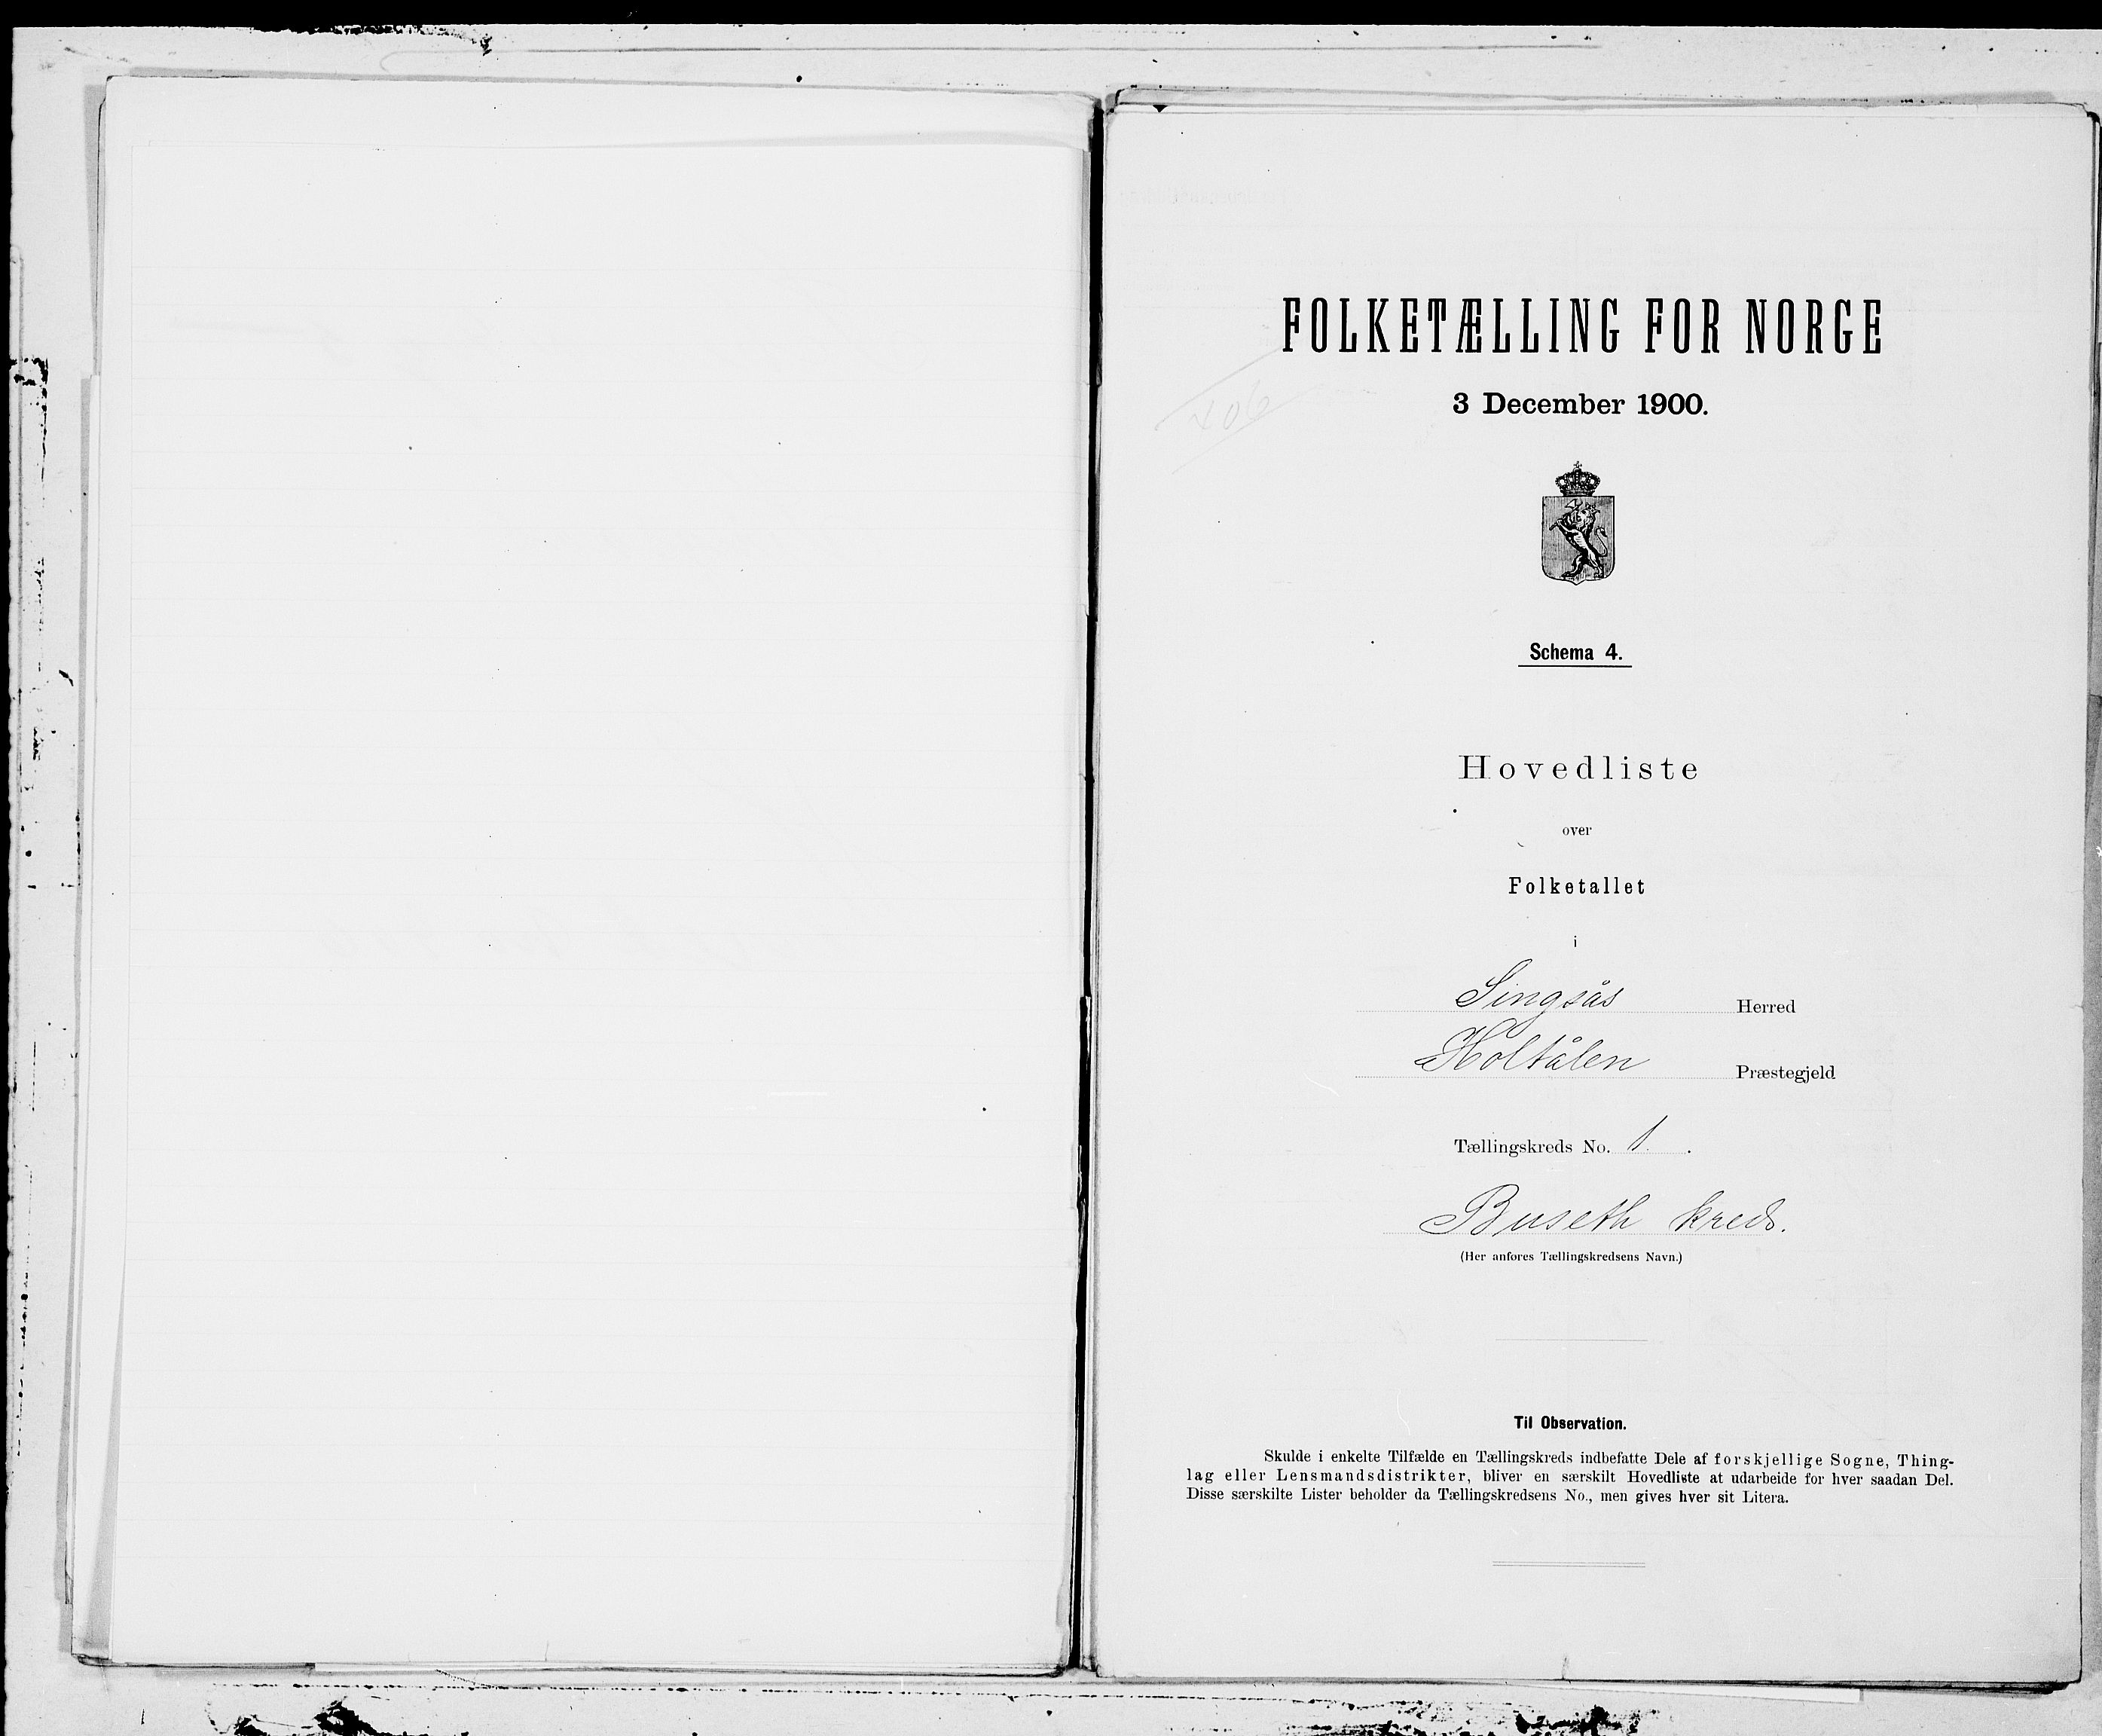 FOLKETÆLLING FOR NORGE
3 December 1900.
406
Schema 4.
Hovedliste
over
Folketallet
i
Singsås Herred
Holtålen Præstegjeld
Tællingskreds No. 1.
Buseth kreds.
(Her anføres Tællingskredsens Navn.)
Til Observation.
Skulde i enkelte Tilfælde en Tællingskreds indbefatte Dele af forskjellige Sogne, Thing-
lag eller Lensmandsdistrikter, bliver en særskilt Hovedliste at udarbeide for hver saadan Del.
Disse særskilte Lister beholder da Tællingskredsens No., men gives hver sit Litera.